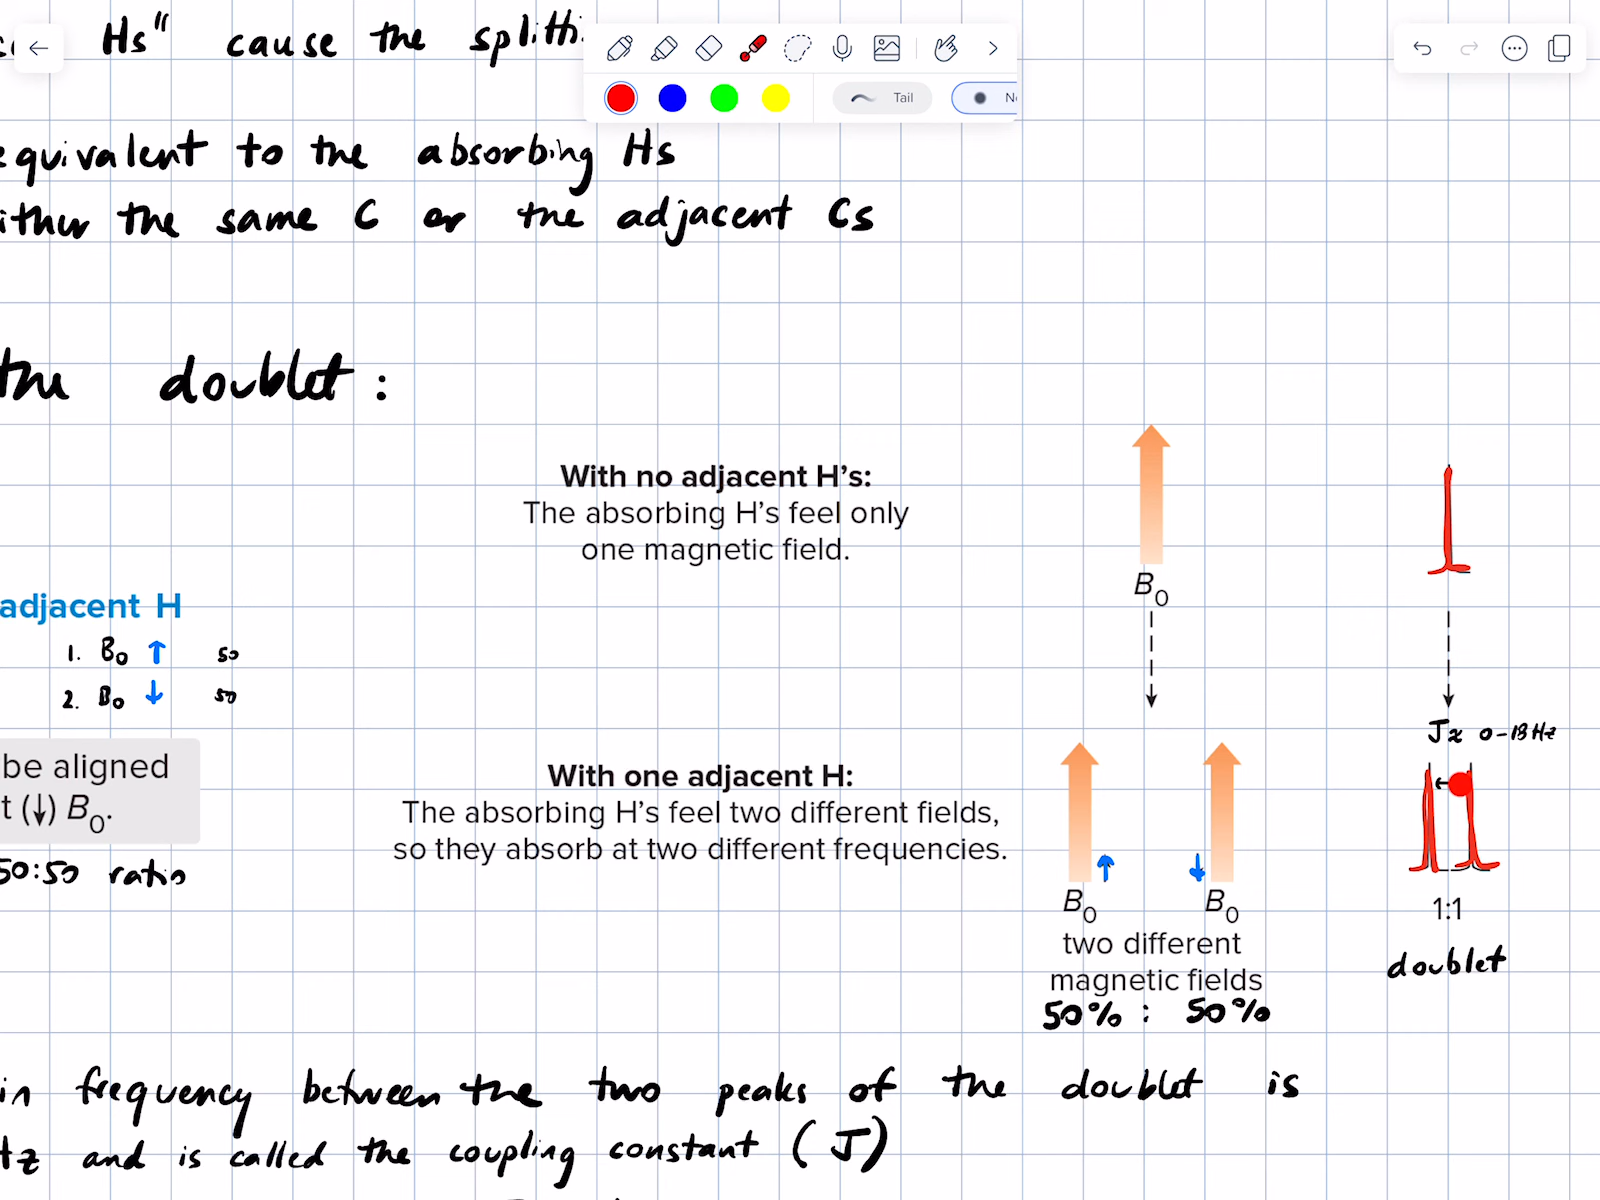 Hs" cause the splitti
Tail
equivalent to the absorbing Hs
ither the same C or the adjacent Cs
the doublet:
With no adjacent H's:
The absorbing H's feel only
one magnetic field.
B0
adjacent H
1. B0 ↑ 50
2. B0 ↓ 50
J≈ 0-18Hz
be aligned
t (↓) B0.
50:50 ratio
With one adjacent H:
The absorbing H's feel two different fields,
so they absorb at two different frequencies.
B0 B0
two different
magnetic fields
50% : 50%
1:1
doublet
in frequency between the two peaks of the doublet is
Hz and is called the coupling constant (J)